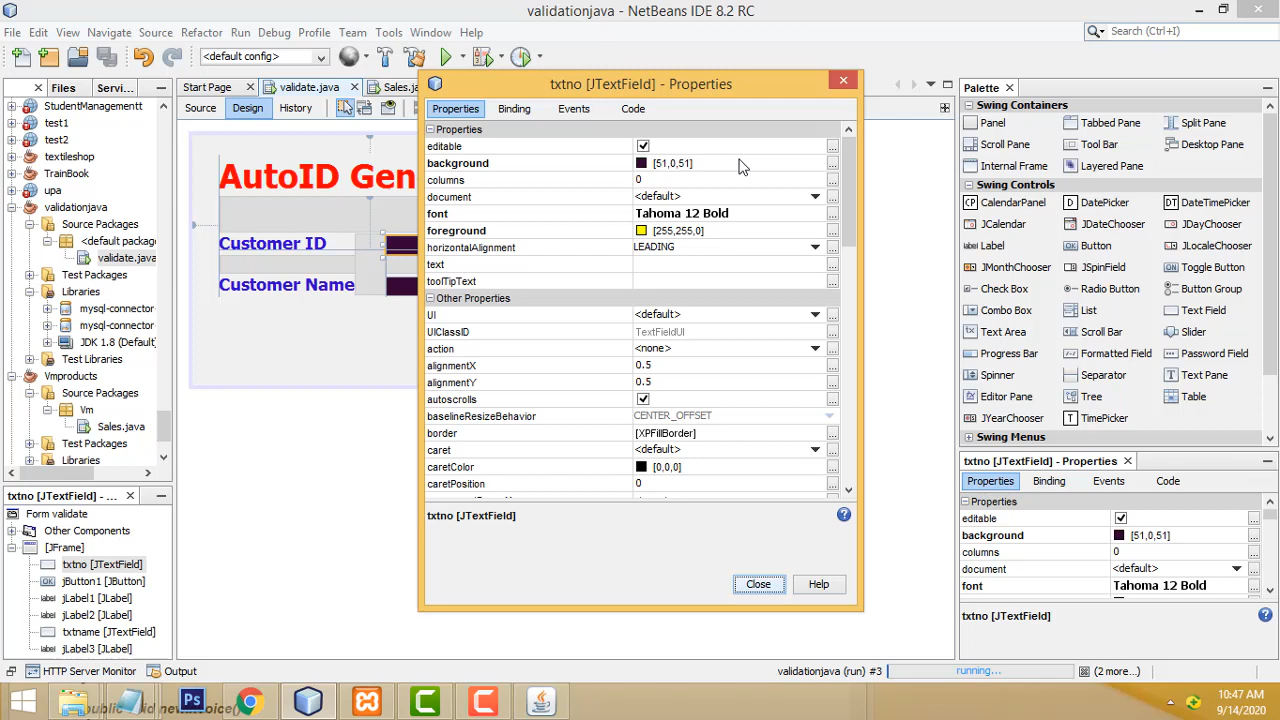 validationjava - NetBeans IDE 8.2 RC
File Edit View Navigate Source Refactor Run Debug Profile Team Tools Window Help
Search (Ctrl+I)
<default config>
Files Servi...
Start Page validate.java Sales.j
Source Design History
StudentManagementt
test1
test2
textileshop
TrainBook
upa
validationjava
Source Packages
<default package
validate.java
Test Packages
Libraries
mysql-connector
mysql-connector
JDK 1.8 (Default)
Test Libraries
Vmproducts
Source Packages
Vm
Sales.java
Test Packages
Libraries
AutoID Gen
Customer ID
Customer Name
txtno [JTextField] - Properties
Properties Binding Events Code
Properties
editable
background [51,0,51]
columns 0
document <default>
font Tahoma 12 Bold
foreground [255,255,0]
horizontalAlignment LEADING
text
toolTipText
Other Properties
UI <default>
UIClassID TextFieldUI
action <none>
alignmentX 0.5
alignmentY 0.5
autoscrolls
baselineResizeBehavior CENTER_OFFSET
border [XPFillBorder]
caret <default>
caretColor [0,0,0]
caretPosition 0
txtno [JTextField]
Close Help
Palette
Swing Containers
Panel Tabbed Pane Split Pane
Scroll Pane Tool Bar Desktop Pane
Internal Frame Layered Pane
Swing Controls
CalendarPanel DatePicker DateTimePicker
JCalendar JDateChooser JDayChooser
Label Button JLocaleChooser
JMonthChooser JSpinField Toggle Button
Check Box Radio Button Button Group
Combo Box List Text Field
Text Area Scroll Bar Slider
Progress Bar Formatted Field Password Field
Spinner Separator Text Pane
Editor Pane Tree Table
JYearChooser TimePicker
Swing Menus
txtno [JTextField] - Properties
Properties Binding Events Code
Properties
editable
background [51,0,51]
columns 0
document <default>
font Tahoma 12 Bold
txtno [JTextField]
txtno [JTextField] - ...
Form validate
Other Components
[JFrame]
txtno [JTextField]
jButton1 [JButton]
jLabel1 [JLabel]
jLabel2 [JLabel]
txtname [JTextField]
jLabel3 [JLabel]
HTTP Server Monitor Output
validationjava (run) #3 running... (2 more...)
10:47 AM
9/14/2020